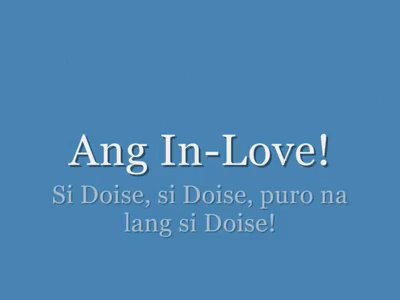 Ang In-Love!
Si Doise, si Doise, puro na
lang si Doise!